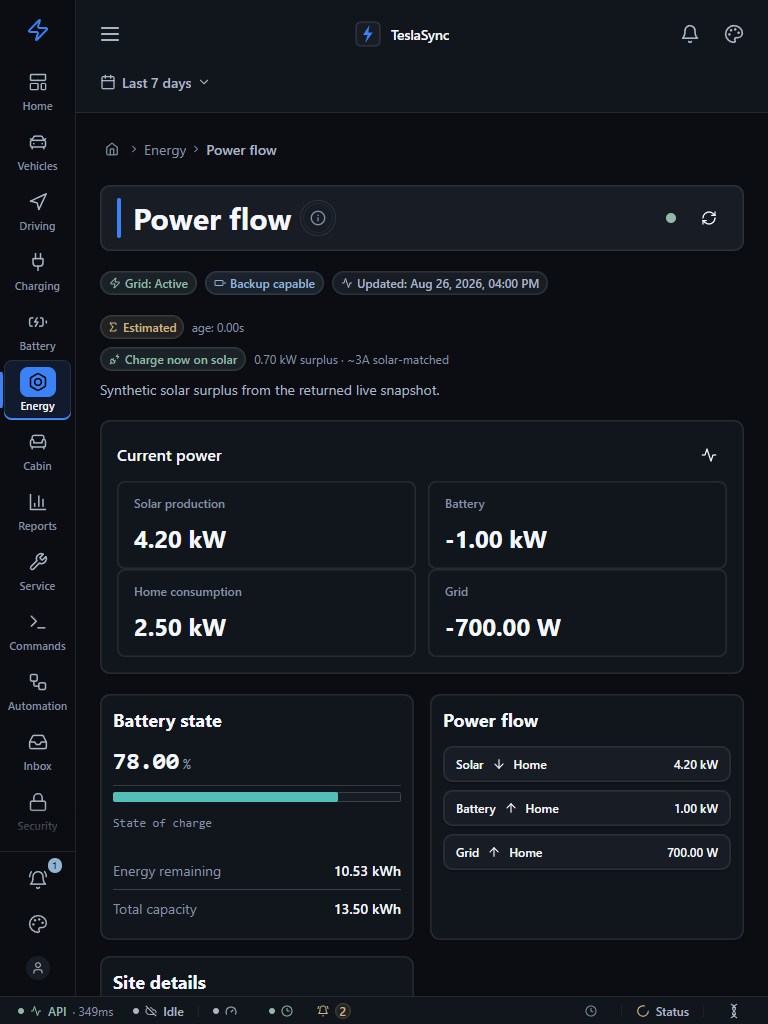 TeslaSync
Last 7 days
Home
Vehicles
Driving
Charging
Battery
Energy
Cabin
Reports
Service
Commands
Automation
Inbox
Security
1
Energy > Power flow
Power flow
Grid: Active
Backup capable
Updated: Aug 26, 2026, 04:00 PM
Σ Estimated age: 0.00s
Charge now on solar 0.70 kW surplus · ~3A solar-matched
Synthetic solar surplus from the returned live snapshot.
Current power
Solar production
4.20 kW
Battery
-1.00 kW
Home consumption
2.50 kW
Grid
-700.00 W
Battery state
78.00 %
State of charge
Energy remaining 10.53 kWh
Total capacity 13.50 kWh
Power flow
Solar ↓ Home 4.20 kW
Battery ↑ Home 1.00 kW
Grid ↑ Home 700.00 W
Site details
API · 349ms Idle 2 Status